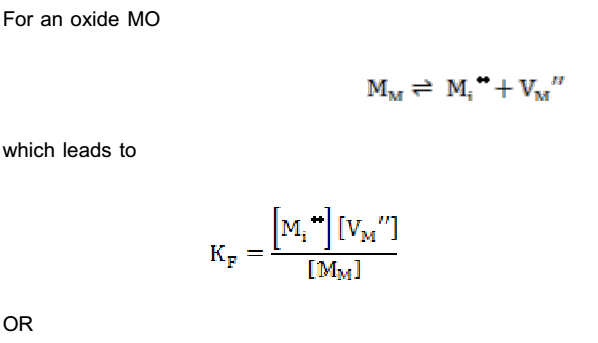 For an oxide MO
M_M ⇌ M_i^•• + V_M''
which leads to
K_F = [M_i^••] [V_M''] / [M_M]
OR